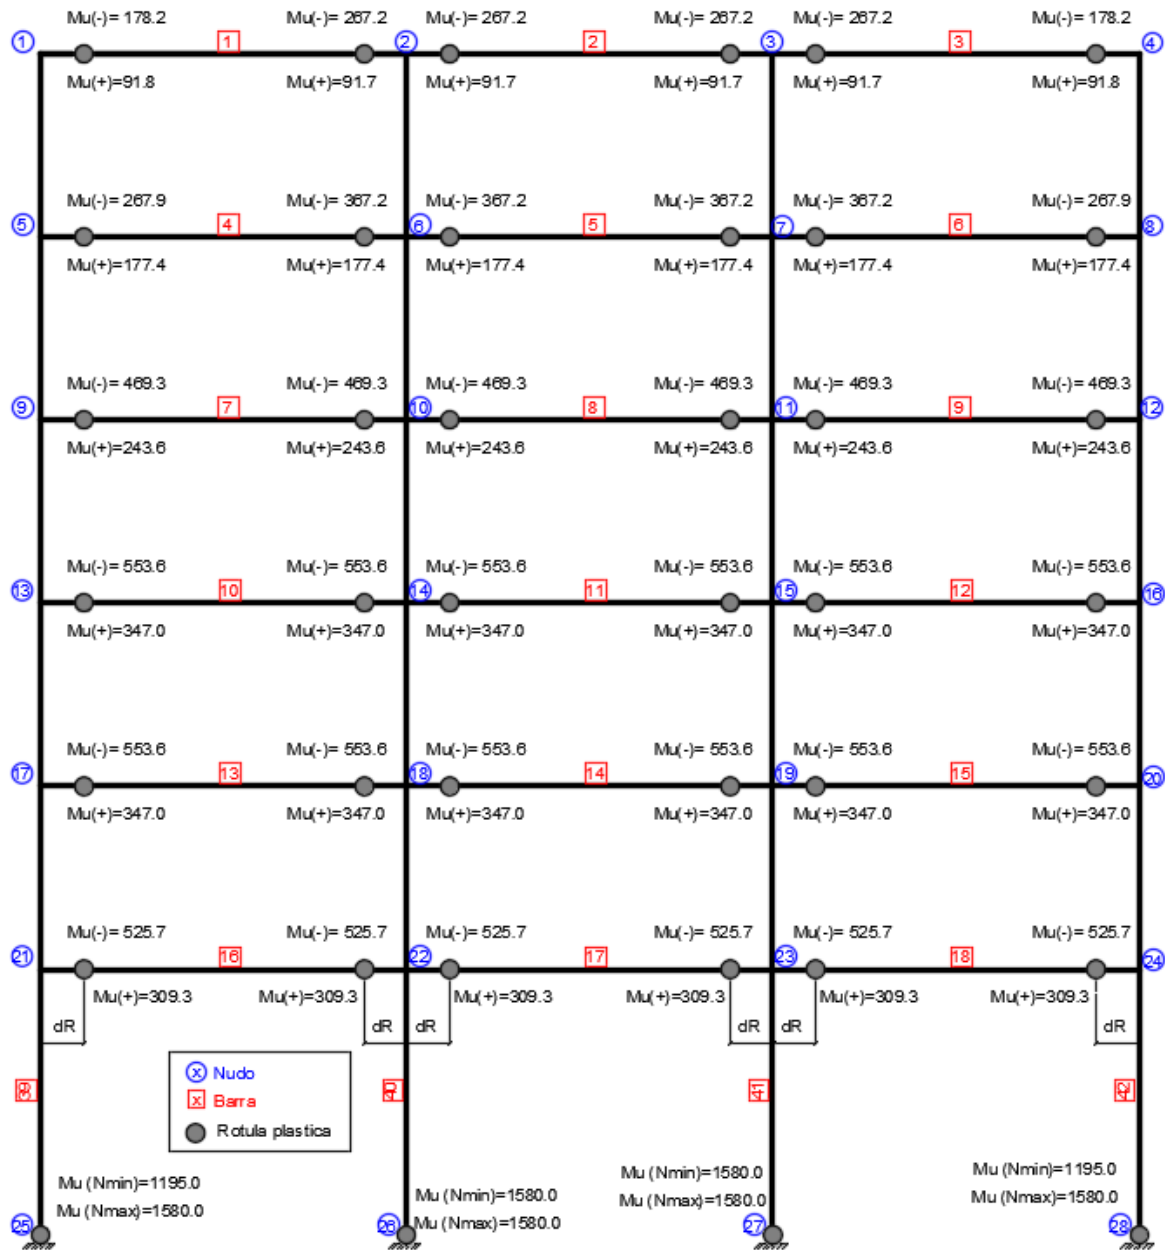 Mu(-)= 178.2 Mu(-)= 267.2 Mu(-)= 267.2 Mu(-)= 267.2 Mu(-)= 267.2 Mu(-)= 178.2
1 1 2 2 3 3 4
Mu(+)=91.8 Mu(+)=91.7 Mu(+)=91.7 Mu(+)=91.7 Mu(+)=91.7 Mu(+)=91.8
Mu(-)= 267.9 Mu(-)= 367.2 Mu(-)= 367.2 Mu(-)= 367.2 Mu(-)= 367.2 Mu(-)= 267.9
5 4 6 5 7 6 8
Mu(+)=177.4 Mu(+)=177.4 Mu(+)=177.4 Mu(+)=177.4 Mu(+)=177.4 Mu(+)=177.4
Mu(-)= 469.3 Mu(-)= 469.3 Mu(-)= 469.3 Mu(-)= 469.3 Mu(-)= 469.3 Mu(-)= 469.3
9 7 10 8 11 9 12
Mu(+)=243.6 Mu(+)=243.6 Mu(+)=243.6 Mu(+)=243.6 Mu(+)=243.6 Mu(+)=243.6
Mu(-)= 553.6 Mu(-)= 553.6 Mu(-)= 553.6 Mu(-)= 553.6 Mu(-)= 553.6 Mu(-)= 553.6
13 10 14 11 15 12 16
Mu(+)=347.0 Mu(+)=347.0 Mu(+)=347.0 Mu(+)=347.0 Mu(+)=347.0 Mu(+)=347.0
Mu(-)= 553.6 Mu(-)= 553.6 Mu(-)= 553.6 Mu(-)= 553.6 Mu(-)= 553.6 Mu(-)= 553.6
17 13 18 14 19 15 20
Mu(+)=347.0 Mu(+)=347.0 Mu(+)=347.0 Mu(+)=347.0 Mu(+)=347.0 Mu(+)=347.0
Mu(-)= 525.7 Mu(-)= 525.7 Mu(-)= 525.7 Mu(-)= 525.7 Mu(-)= 525.7 Mu(-)= 525.7
21 16 22 17 23 18 24
Mu(+)=309.3 Mu(+)=309.3 Mu(+)=309.3 Mu(+)=309.3 Mu(+)=309.3 Mu(+)=309.3
dR dR dR dR dR dR
39 40 41 42
x Nudo
x Barra
Rotula plastica
Mu (Nmin)=1195.0 Mu (Nmin)=1580.0 Mu (Nmin)=1580.0 Mu (Nmin)=1195.0
Mu (Nmax)=1580.0 Mu (Nmax)=1580.0 Mu (Nmax)=1580.0 Mu (Nmax)=1580.0
25 26 27 28